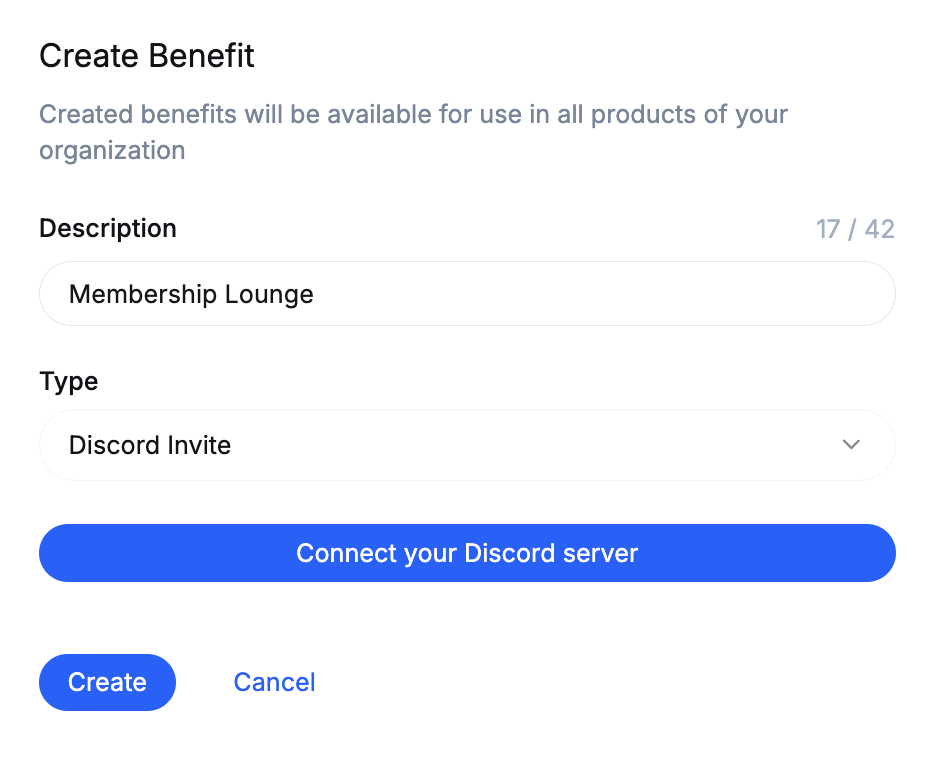 Create Benefit
Created benefits will be available for use in all products of your
organization
Description
17 / 42
Membership Lounge
Type
Discord Invite
Connect your Discord server
Create
Cancel